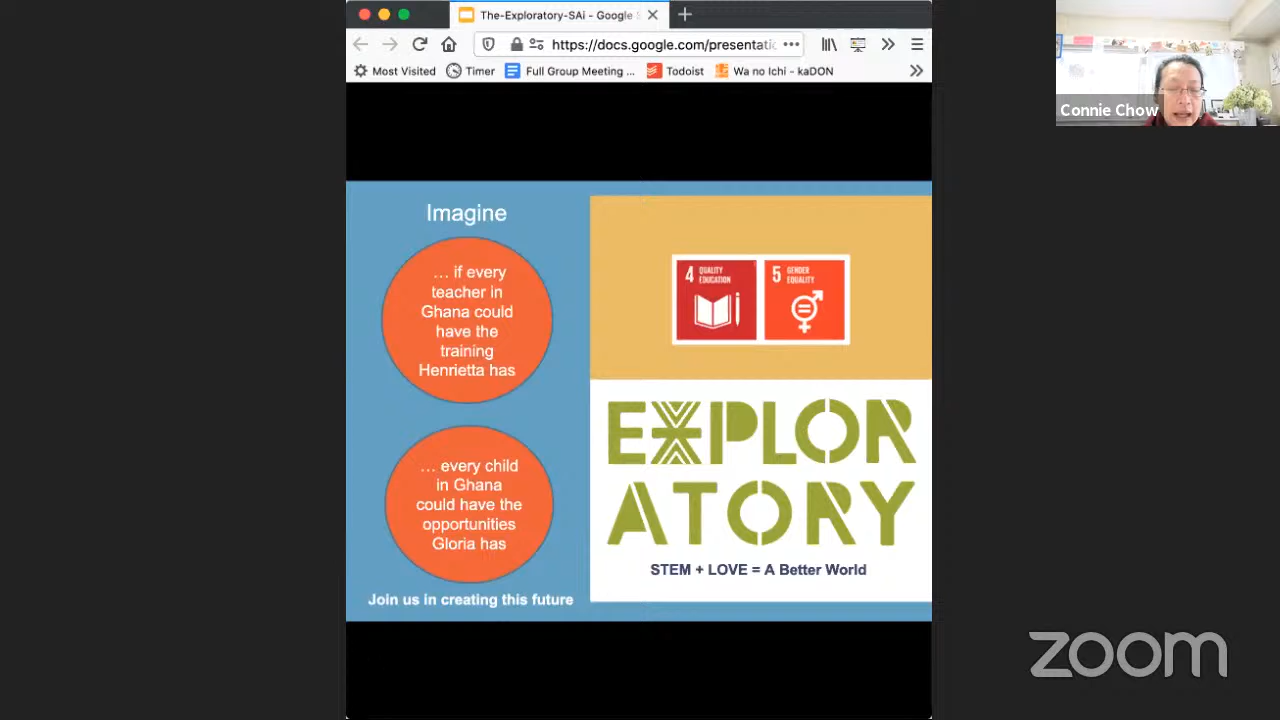 The-Exploratory-SAi - Google S
https://docs.google.com/presentatic
Most Visited
Timer
Full Group Meeting ...
Todoist
Wa no Ichi - kaDON
Connie Chow
Imagine
... if every
teacher in
Ghana could
have the
training
Henrietta has
... every child
in Ghana
could have the
opportunities
Gloria has
Join us in creating this future
4 QUALITY
EDUCATION
5 GENDER
EQUALITY
EXPLOR
ATORY
STEM + LOVE = A Better World
zoom